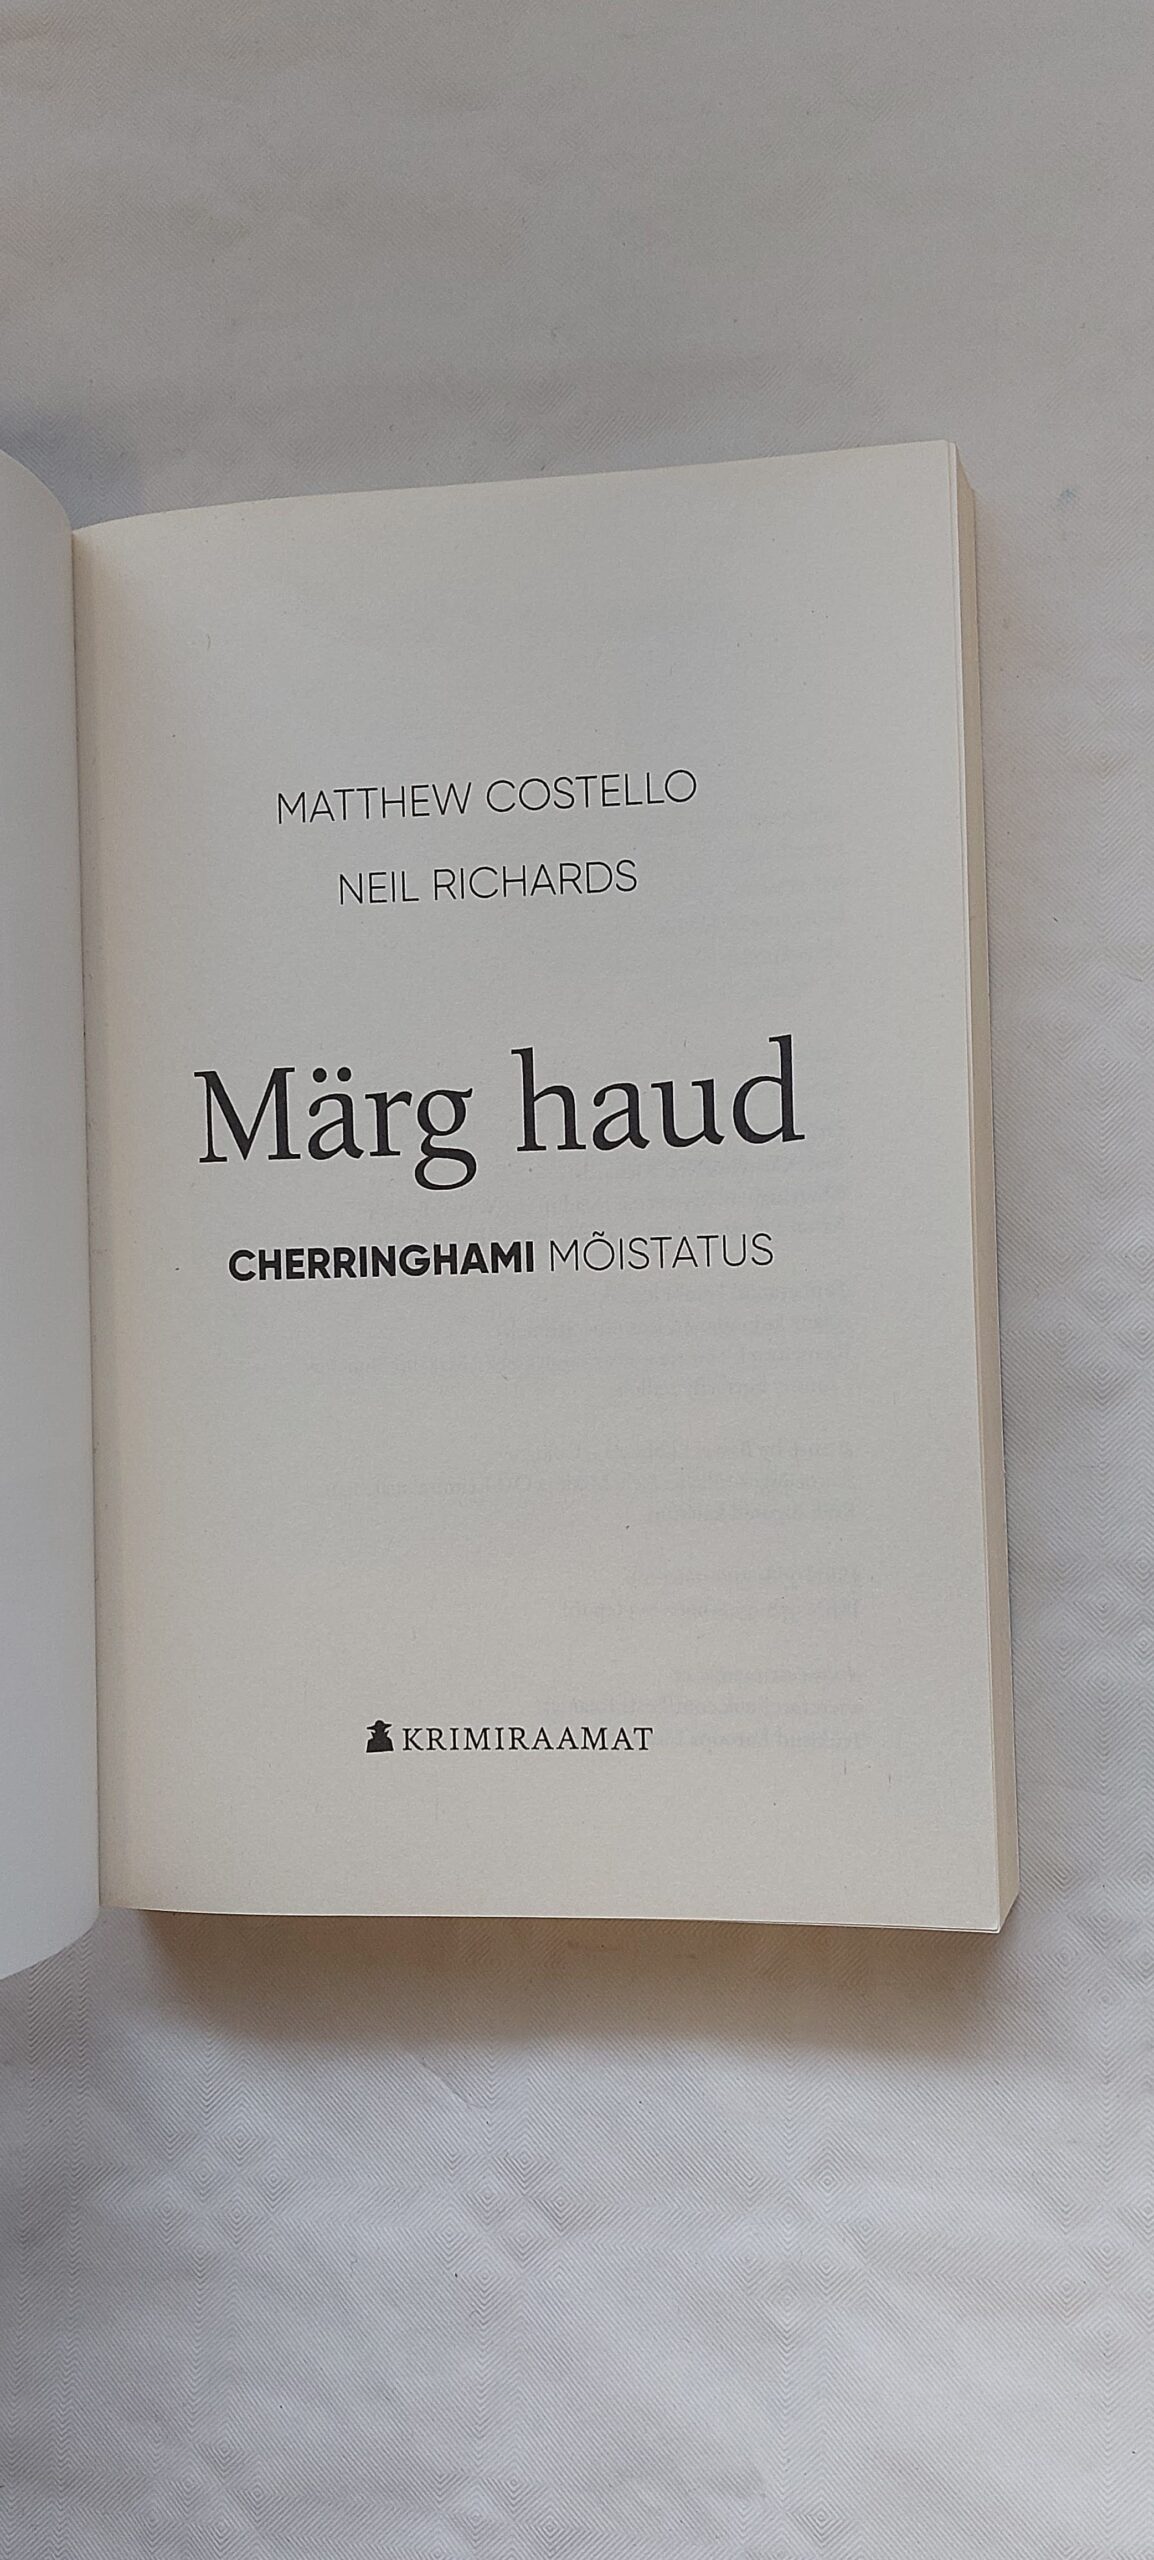 MATTHEW COSTELLO
NEIL RICHARDS
Märg haud
CHERRINGHAMI MÕISTATUS
KRIMIRAAMAT